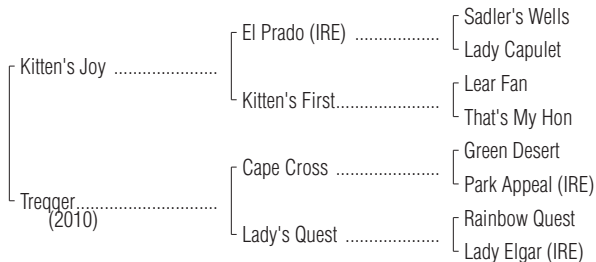 Sadler's Wells
El Prado (IRE) ..................
Lady Capulet
Kitten's Joy ......................
Lear Fan
Kitten's First......................
That's My Hon
Green Desert
Cape Cross ......................
Park Appeal (IRE)
Treqger..............................
(2010)
Rainbow Quest
Lady's Quest ....................
Lady Elgar (IRE)